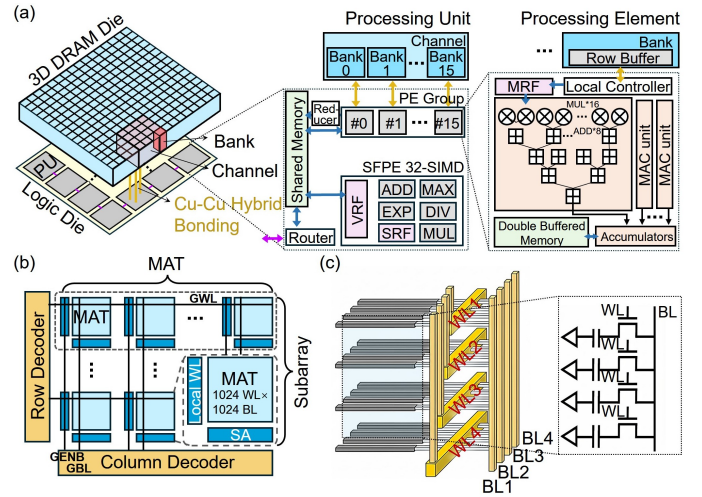 (a)
3D DRAM Die
PU
Logic Die
Bank
Channel
Cu-Cu Hybrid
Bonding
Processing Unit
Channel
Bank
0
Bank
1
...
Bank
15
PE Group
Shared Memory
Red-
ucer
#0
#1
...
#15
SFPE 32-SIMD
VRF
ADD
MAX
EXP
DIV
SRF
MUL
Router
Processing Element
...
Bank
Row Buffer
MRF
Local Controller
MUL*16
...
...ADD*8
MAC unit
MAC unit
...
Double Buffered
Memory
Accumulators
(b)
MAT
GWL
MAT
...
Row Decoder
Subarray
Local WL
MAT
1024 WL×
1024 BL
SA
GENB
GBL
Column Decoder
(c)
WL1
WL2
WL3
WL4
BL4
BL3
BL2
BL1
WL
BL
WL
WL
WL